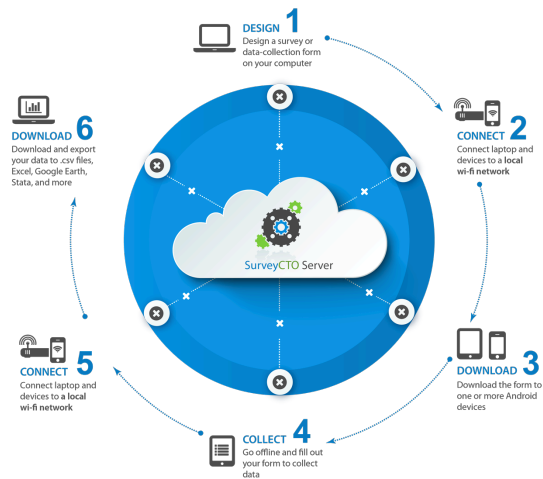 DESIGN 1
Design a survey or
data-collection form
on your computer
CONNECT 2
Connect laptop and
devices to a local
wi-fi network
DOWNLOAD 3
Download the form to
one or more Android
devices
COLLECT 4
Go offline and fill out
your form to collect
data
CONNECT 5
Connect laptop and
devices to a local
wi-fi network
DOWNLOAD 6
Download and export
your data to .csv files,
Excel, Google Earth,
Stata, and more
SurveyCTO Server